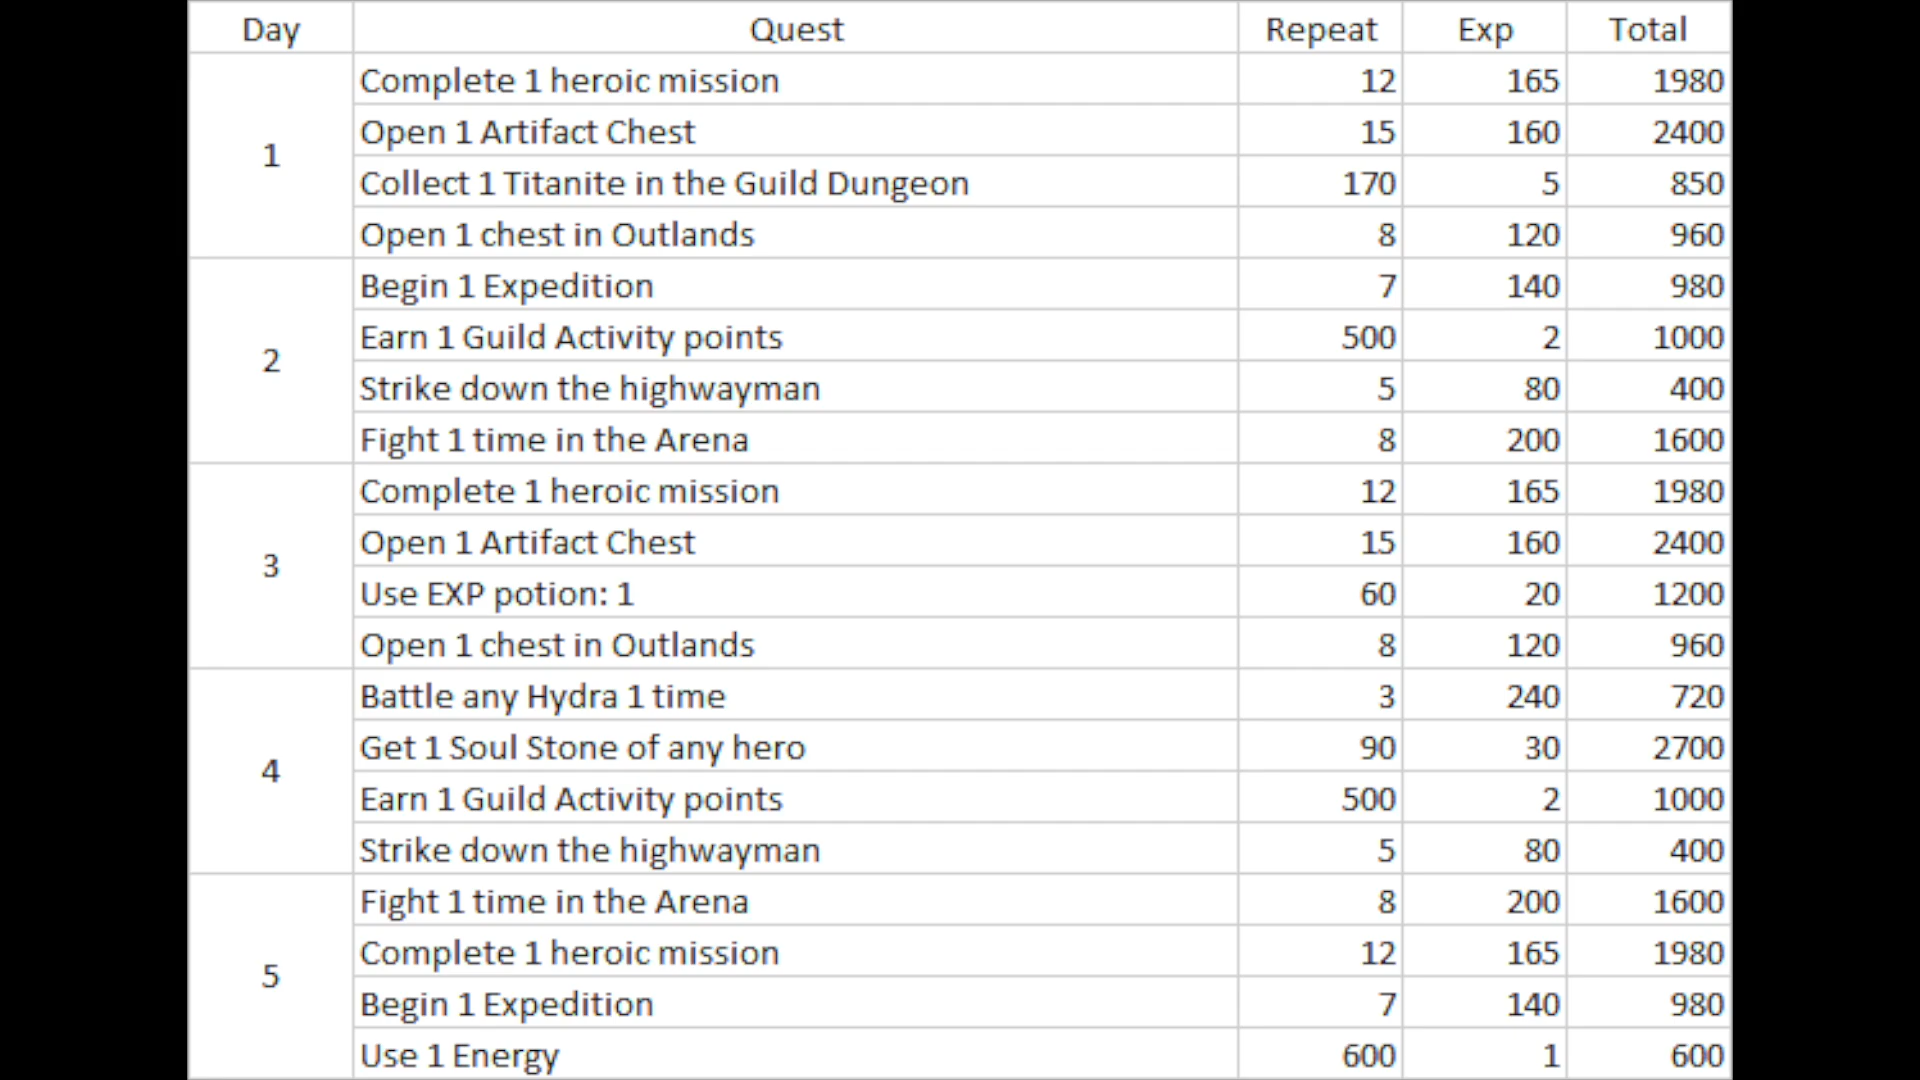 Day Quest Repeat Exp Total
1
Complete 1 heroic mission 12 165 1980
Open 1 Artifact Chest 15 160 2400
Collect 1 Titanite in the Guild Dungeon 170 5 850
Open 1 chest in Outlands 8 120 960
2
Begin 1 Expedition 7 140 980
Earn 1 Guild Activity points 500 2 1000
Strike down the highwayman 5 80 400
Fight 1 time in the Arena 8 200 1600
3
Complete 1 heroic mission 12 165 1980
Open 1 Artifact Chest 15 160 2400
Use EXP potion: 1 60 20 1200
Open 1 chest in Outlands 8 120 960
4
Battle any Hydra 1 time 3 240 720
Get 1 Soul Stone of any hero 90 30 2700
Earn 1 Guild Activity points 500 2 1000
Strike down the highwayman 5 80 400
5
Fight 1 time in the Arena 8 200 1600
Complete 1 heroic mission 12 165 1980
Begin 1 Expedition 7 140 980
Use 1 Energy 600 1 600